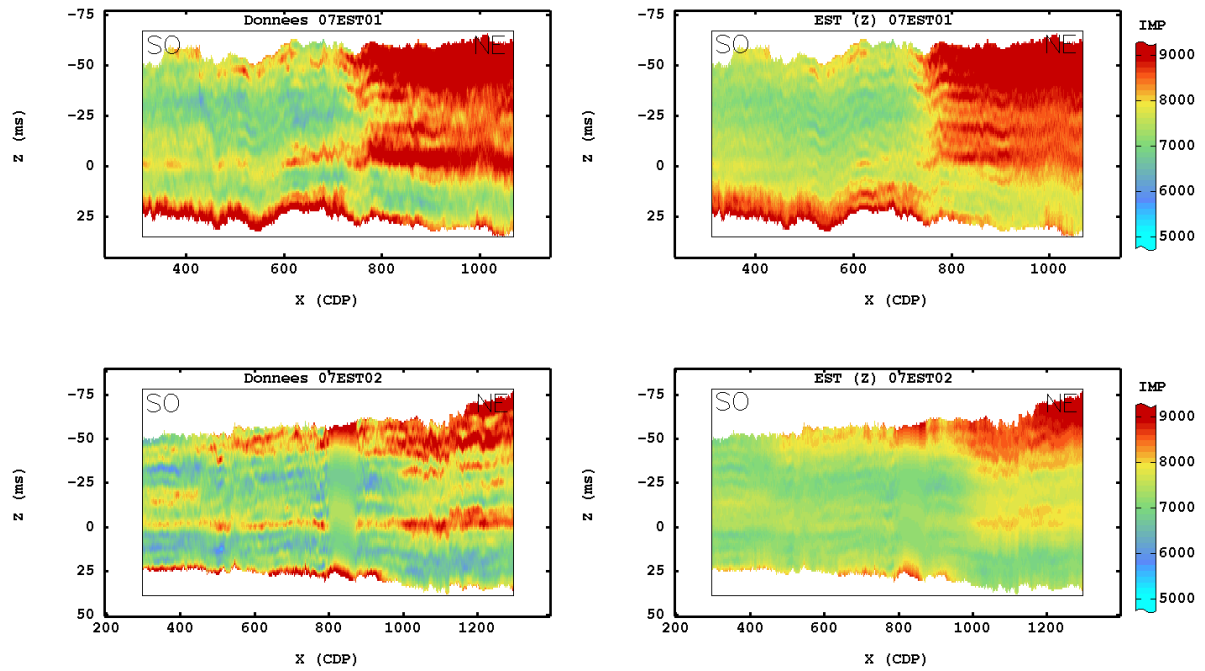 Donnees 07EST01
SO NE
-75
-50
-25
0
25
Z (ms)
400 600 800 1000
X (CDP)
EST (Z) 07EST01
SO NE
-75
-50
-25
0
25
Z (ms)
400 600 800 1000
X (CDP)
IMP
9000
8000
7000
6000
5000
Donnees 07EST02
SO NE
-75
-50
-25
0
25
50
Z (ms)
200 400 600 800 1000 1200
X (CDP)
EST (Z) 07EST02
SO NE
-75
-50
-25
0
25
50
Z (ms)
200 400 600 800 1000 1200
X (CDP)
IMP
9000
8000
7000
6000
5000